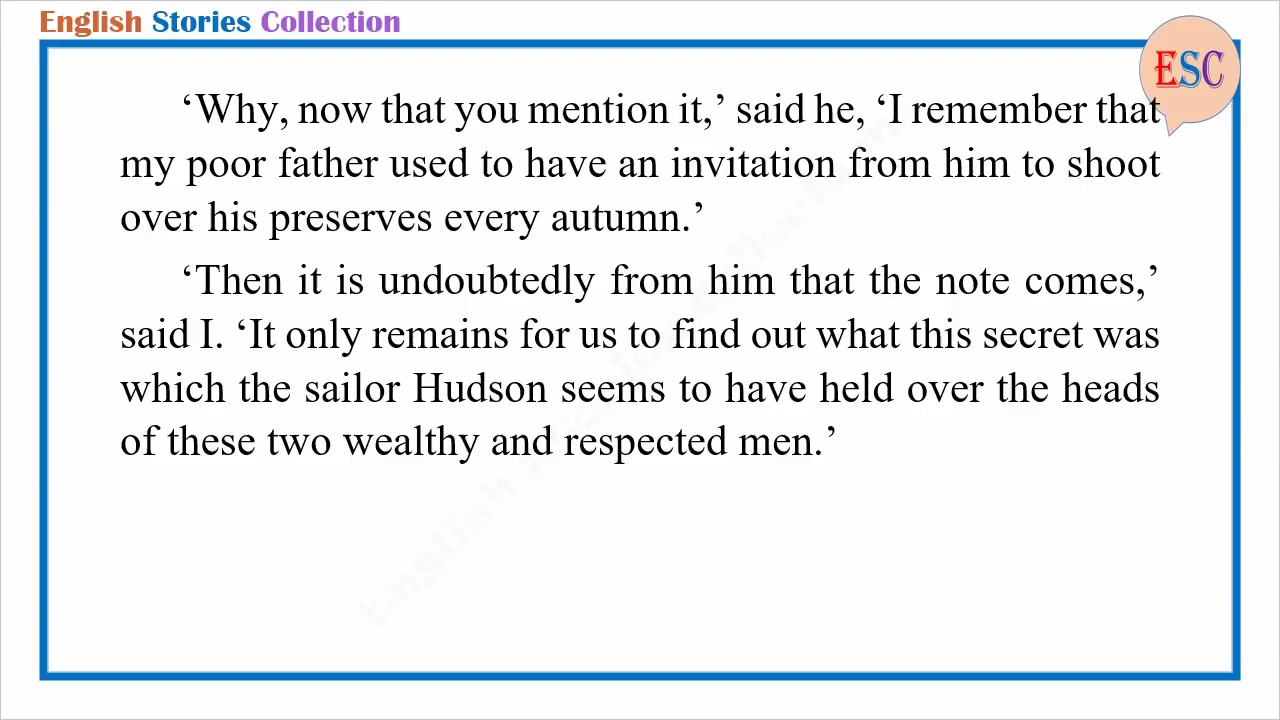 English Stories Collection
ESC
‘Why, now that you mention it,’ said he, ‘I remember that
my poor father used to have an invitation from him to shoot
over his preserves every autumn.’
‘Then it is undoubtedly from him that the note comes,’
said I. ‘It only remains for us to find out what this secret was
which the sailor Hudson seems to have held over the heads
of these two wealthy and respected men.’